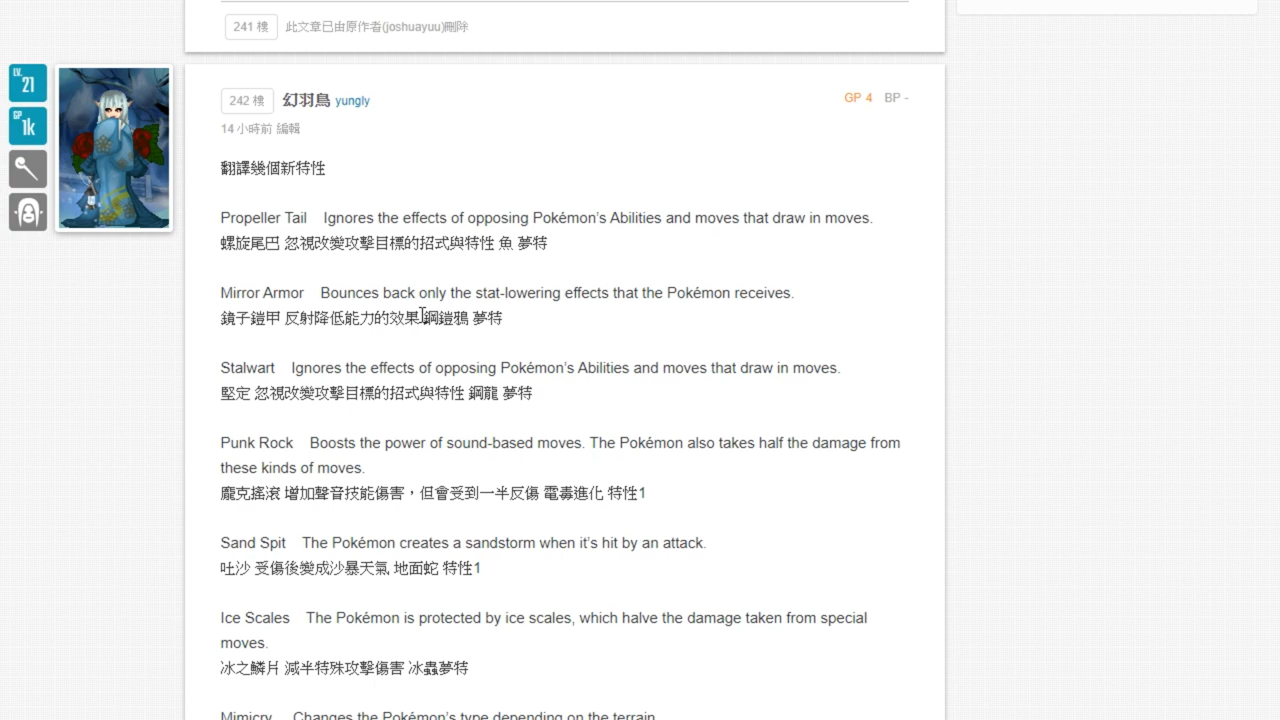 241 樓 此文章已由原作者(joshuayuu)刪除
LV. 21
GP 1k
242 樓 幻羽鳥 yungly GP 4 BP -
14 小時前 編輯
翻譯幾個新特性
Propeller Tail Ignores the effects of opposing Pokémon's Abilities and moves that draw in moves.
螺旋尾巴 忽視改變攻擊目標的招式與特性 魚 夢特
Mirror Armor Bounces back only the stat-lowering effects that the Pokémon receives.
鏡子鎧甲 反射降低能力的效果 鋼鎧鴉 夢特
Stalwart Ignores the effects of opposing Pokémon's Abilities and moves that draw in moves.
堅定 忽視改變攻擊目標的招式與特性 鋼龍 夢特
Punk Rock Boosts the power of sound-based moves. The Pokémon also takes half the damage from
these kinds of moves.
龐克搖滾 增加聲音技能傷害，但會受到一半反傷 電毒進化 特性1
Sand Spit The Pokémon creates a sandstorm when it's hit by an attack.
吐沙 受傷後變成沙暴天氣 地面蛇 特性1
Ice Scales The Pokémon is protected by ice scales, which halve the damage taken from special
moves.
冰之鱗片 減半特殊攻擊傷害 冰蟲夢特
Mimicry Changes the Pokémon's type depending on the terrain.